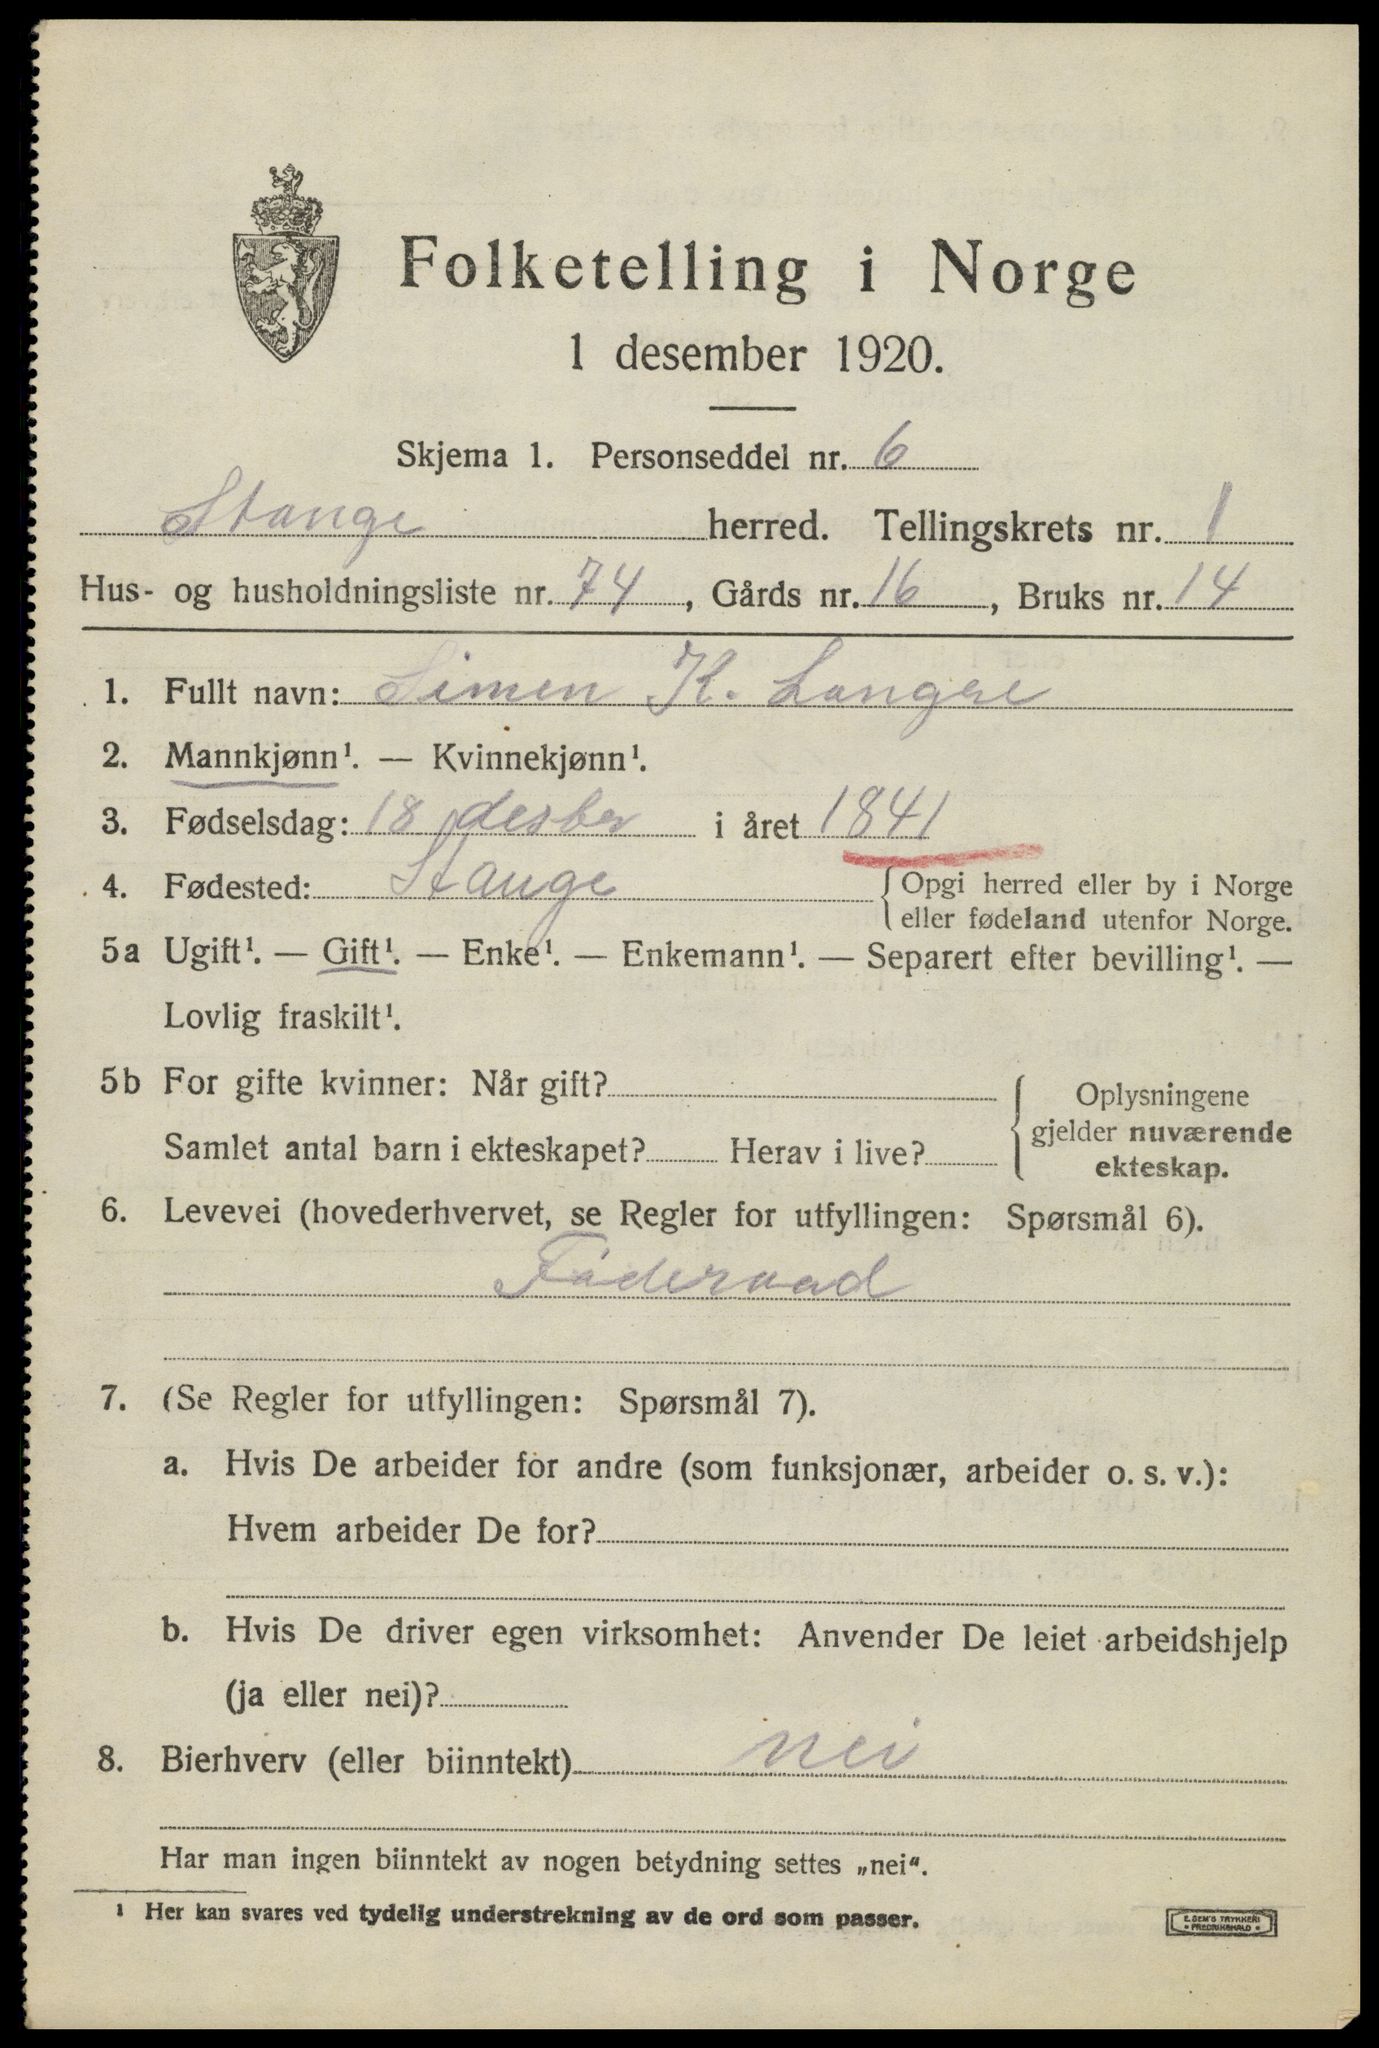 Folketelling i Norge
1 desember 1920.
Skjema 1. Personseddel nr. 6
Stange herred. Tellingskrets nr. 1
Hus- og husholdningsliste nr. 74, Gårds nr. 16, Bruks nr. 14
1. Fullt navn: Simen K.
2. Mannkjønn¹. — Kvinnekjønn¹.
3. Fødselsdag: 18 desber i året 1841
4. Fødested: Stange {Opgi herred eller by i Norge
eller fødeland utenfor Norge.
5a Ugift¹. — Gift¹. — Enke¹. — Enkemann¹. — Separert efter bevilling¹. —
Lovlig fraskilt¹.
5b For gifte kvinner: Når gift?
Samlet antal barn i ekteskapet? Herav i live?
Oplysningene
gjelder nuværende
ekteskap.
6. Levevei (hovederhvervet, se Regler for utfyllingen: Spørsmål 6).
Föderaad
7. (Se Regler for utfyllingen: Spørsmål 7).
a. Hvis De arbeider for andre (som funksjonær, arbeider o. s. v.):
Hvem arbeider De for?
b. Hvis De driver egen virksomhet: Anvender De leiet arbeidshjelp
(ja eller nei)?
8. Bierhverv (eller biinntekt) nei
Har man ingen biinntekt av nogen betydning settes „nei“.
¹ Her kan svares ved tydelig understrekning av de ord som passer.
E. SEM'S TRYKKERI
• FREDRIKSHALD •